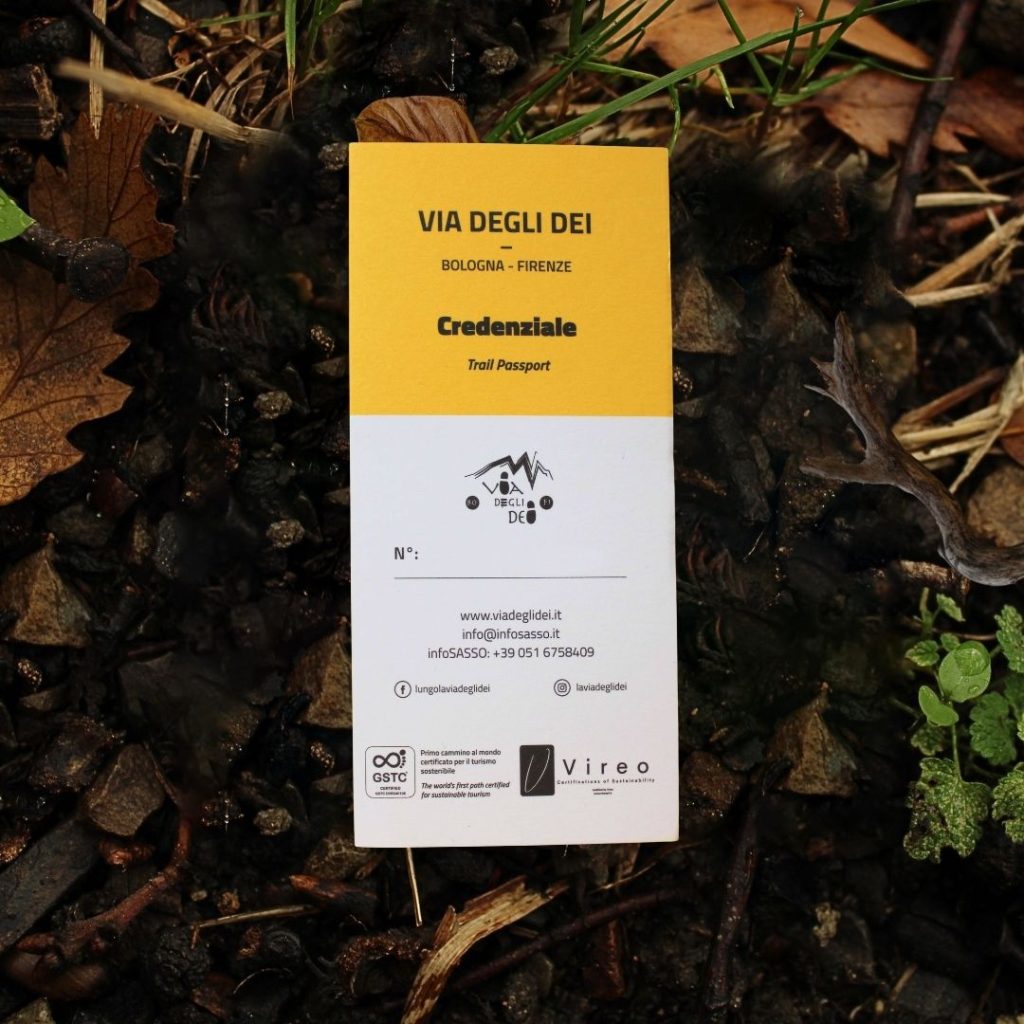 VIA DEGLI DEI
–
BOLOGNA - FIRENZE
Credenziale
Trail Passport
VIA
DEGLI
DEI
BO
FI
N°:
www.viadeglidei.it
info@infosasso.it
infoSASSO: +39 051 6758409
lungolaviadeglidei
laviadeglidei
GSTC
CERTIFIED
Primo cammino al mondo
certificato per il turismo
sostenibile
The world's first path certified
for sustainable tourism
Vireo
Certifications of Sustainability